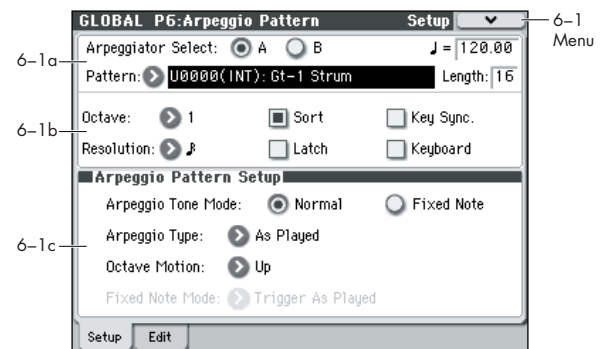 GLOBAL P6:Arpeggio Pattern Setup
6–1 Menu
6–1a
Arpeggiator Select: A B ♩ = 120.00
Pattern: U0000(INT): Gt-1 Strum Length: 16
6–1b
Octave: 1 Sort Key Sync.
Resolution: ♪ Latch Keyboard
Arpeggio Pattern Setup
6–1c
Arpeggio Tone Mode: Normal Fixed Note
Arpeggio Type: As Played
Octave Motion: Up
Fixed Note Mode: Trigger As Played
Setup Edit